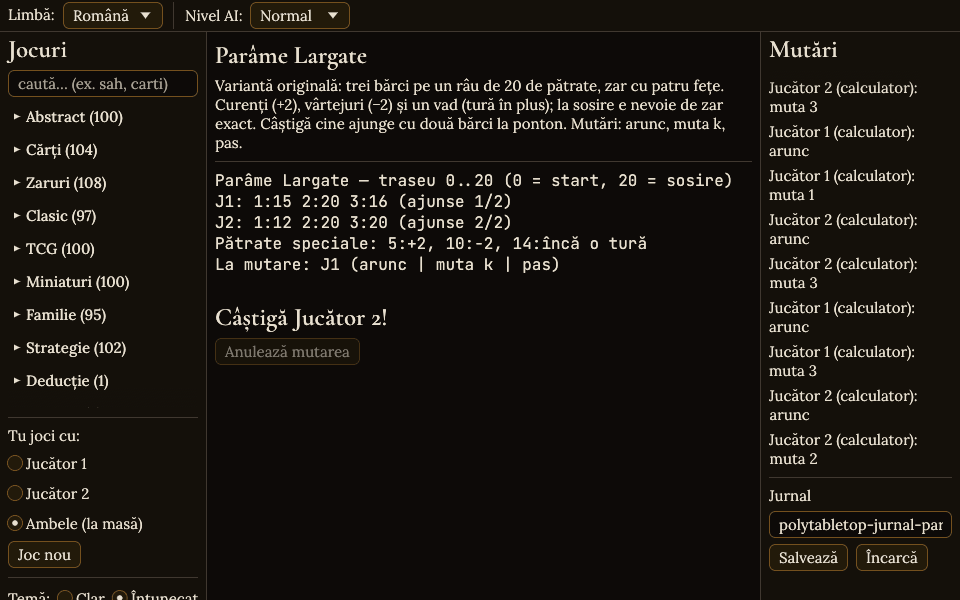 Limbă: Română ▼ Nivel AI: Normal ▼
Jocuri
caută... (ex. sah, carti)
▸ Abstract (100)
▸ Cărți (104)
▸ Zaruri (108)
▸ Clasic (97)
▸ TCG (100)
▸ Miniaturi (100)
▸ Familie (95)
▸ Strategie (102)
▸ Deducție (1)
Tu joci cu:
Jucător 1
Jucător 2
Ambele (la masă)
Joc nou
Temă: Clar Întunecat
Parâme Largate
Variantă originală: trei bărci pe un râu de 20 de pătrate, zar cu patru fețe.
Curenți (+2), vârtejuri (−2) și un vad (tură în plus); la sosire e nevoie de zar
exact. Câștigă cine ajunge cu două bărci la ponton. Mutări: arunc, muta k,
pas.
Parâme Largate — traseu 0..20 (0 = start, 20 = sosire)
J1: 1:15 2:20 3:16 (ajunse 1/2)
J2: 1:12 2:20 3:20 (ajunse 2/2)
Pătrate speciale: 5:+2, 10:-2, 14:încă o tură
La mutare: J1 (arunc | muta k | pas)
Câștigă Jucător 2!
Anulează mutarea
Mutări
Jucător 2 (calculator):
muta 3
Jucător 1 (calculator):
arunc
Jucător 1 (calculator):
muta 1
Jucător 2 (calculator):
arunc
Jucător 2 (calculator):
muta 3
Jucător 1 (calculator):
arunc
Jucător 1 (calculator):
muta 3
Jucător 2 (calculator):
arunc
Jucător 2 (calculator):
muta 2
Jurnal
polytabletop-jurnal-par
Salvează Încarcă